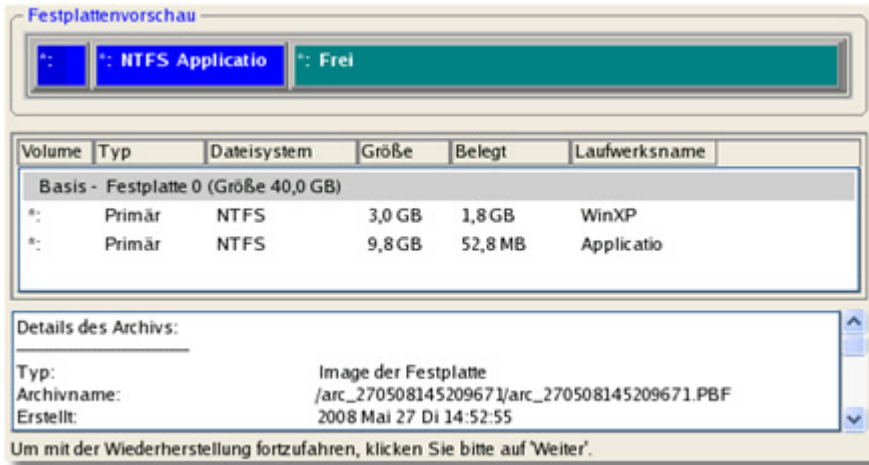 Festplattenvorschau
*: *: NTFS Applicatio *: Frei
Volume Typ Dateisystem Größe Belegt Laufwerksname
Basis - Festplatte 0 (Größe 40,0 GB)
*: Primär NTFS 3,0 GB 1,8 GB WinXP
*: Primär NTFS 9,8 GB 52,8 MB Applicatio
Details des Archivs:
Typ: Image der Festplatte
Archivname: /arc_270508145209671/arc_270508145209671.PBF
Erstellt: 2008 Mai 27 Di 14:52:55
Um mit der Wiederherstellung fortzufahren, klicken Sie bitte auf 'Weiter'.